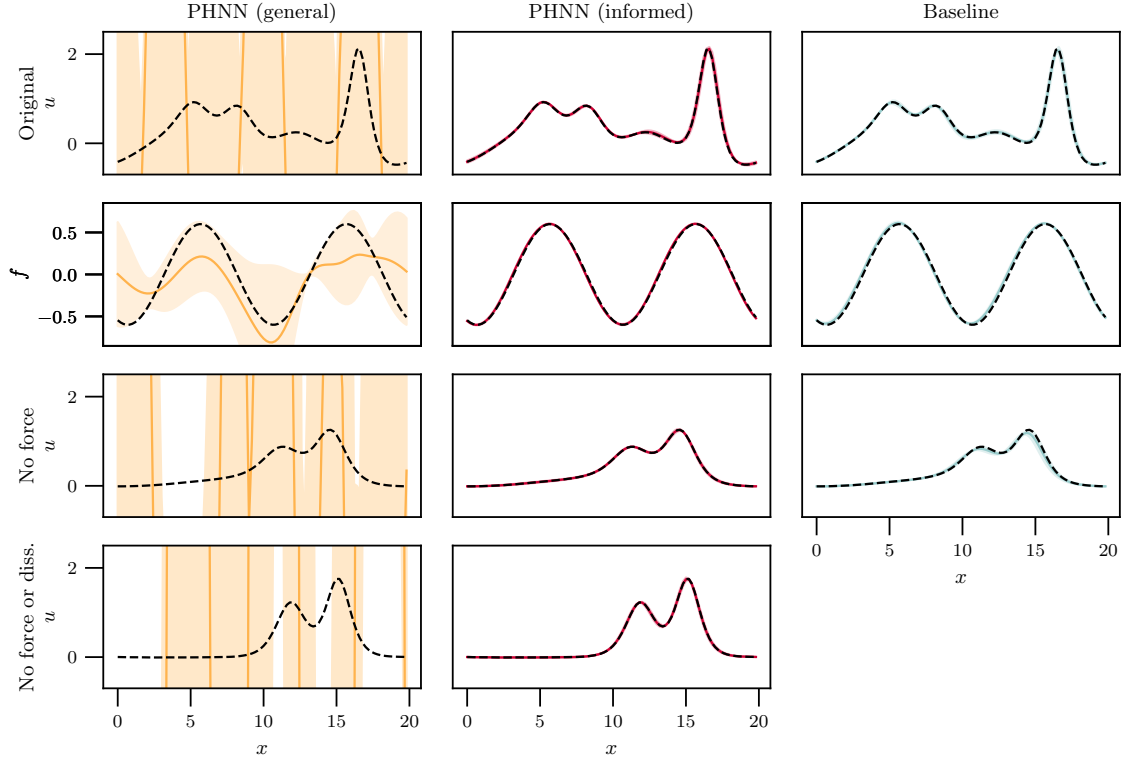 PHNN (general) PHNN (informed) Baseline
Original
u
2
0
f
0.5
0.0
−0.5
No force
u
2
0
0 5 10 15 20
x
No force or diss.
u
2
0
0 5 10 15 20 0 5 10 15 20
x x